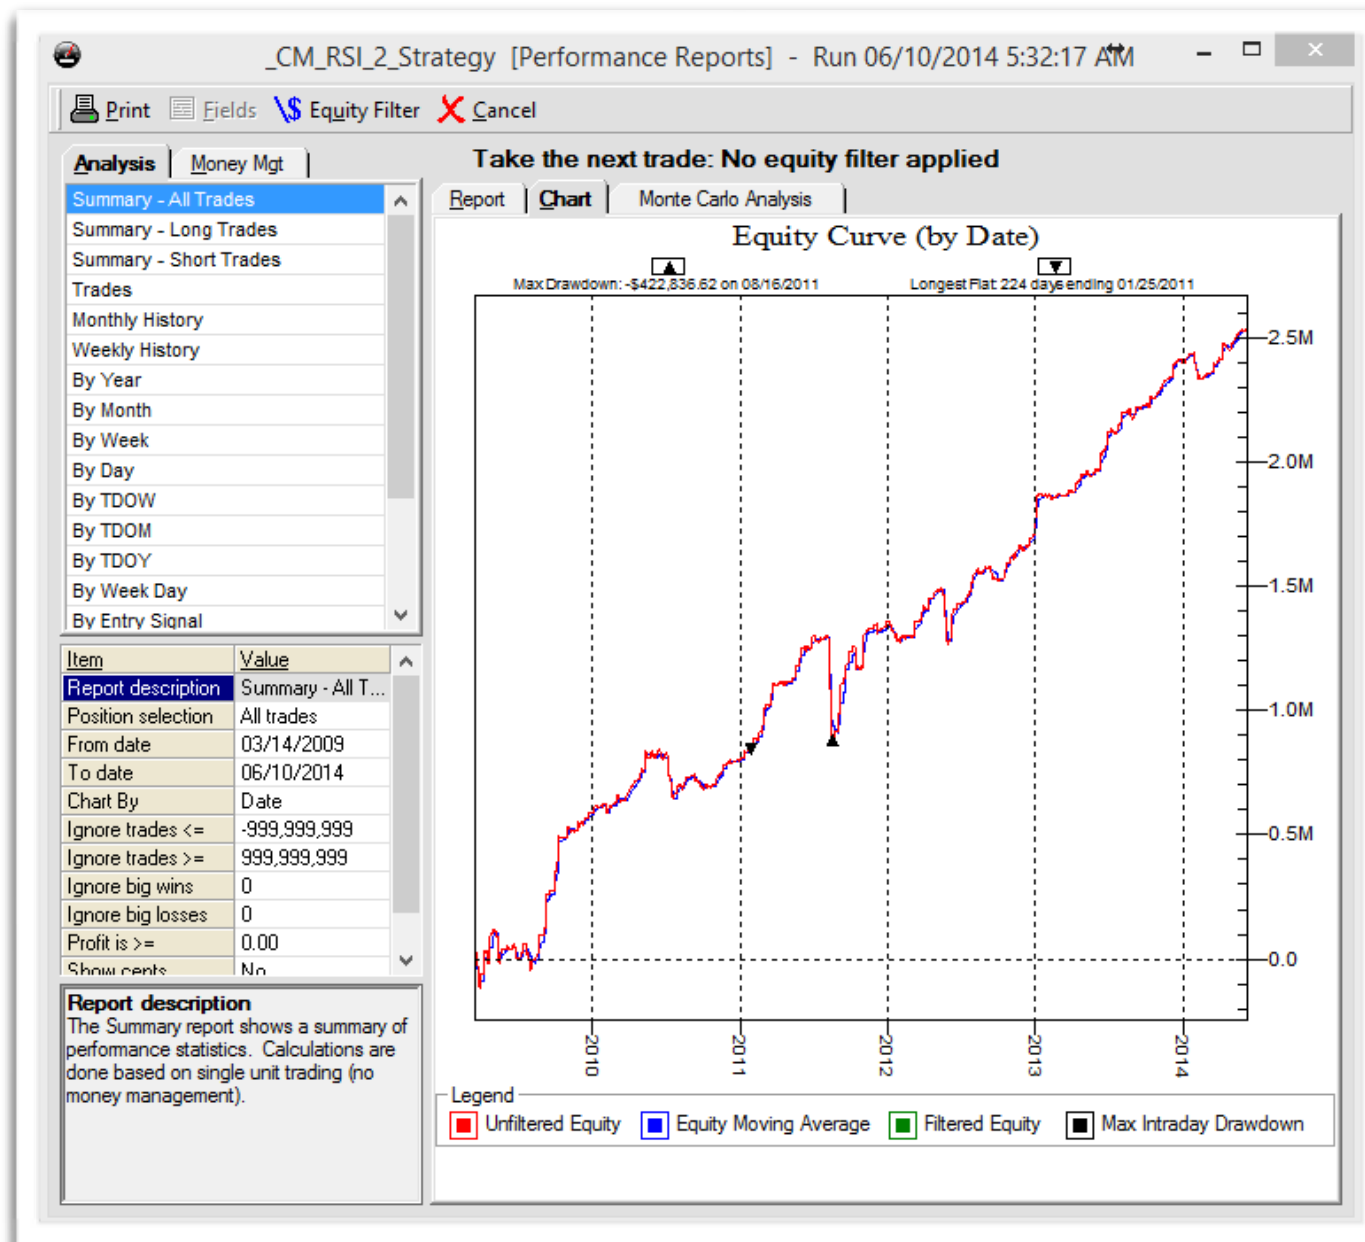 _CM_RSI_2_Strategy [Performance Reports] - Run 06/10/2014 5:32:17 AM
Print Fields \$ Equity Filter Cancel
Analysis Money Mgt
Take the next trade: No equity filter applied
Summary - All Trades
Summary - Long Trades
Summary - Short Trades
Trades
Monthly History
Weekly History
By Year
By Month
By Week
By Day
By TDOW
By TDOM
By TDOY
By Week Day
By Entry Signal
Item Value
Report description Summary - All T...
Position selection All trades
From date 03/14/2009
To date 06/10/2014
Chart By Date
Ignore trades <= -999,999,999
Ignore trades >= 999,999,999
Ignore big wins 0
Ignore big losses 0
Profit is >= 0.00
Show cents No
Report description
The Summary report shows a summary of
performance statistics. Calculations are
done based on single unit trading (no
money management).
Report Chart Monte Carlo Analysis
Equity Curve (by Date)
Max Drawdown: -$422,836.62 on 08/16/2011 Longest Flat: 224 days ending 01/25/2011
2.5M
2.0M
1.5M
1.0M
0.5M
0.0
2010 2011 2012 2013 2014
Legend
Unfiltered Equity Equity Moving Average Filtered Equity Max Intraday Drawdown